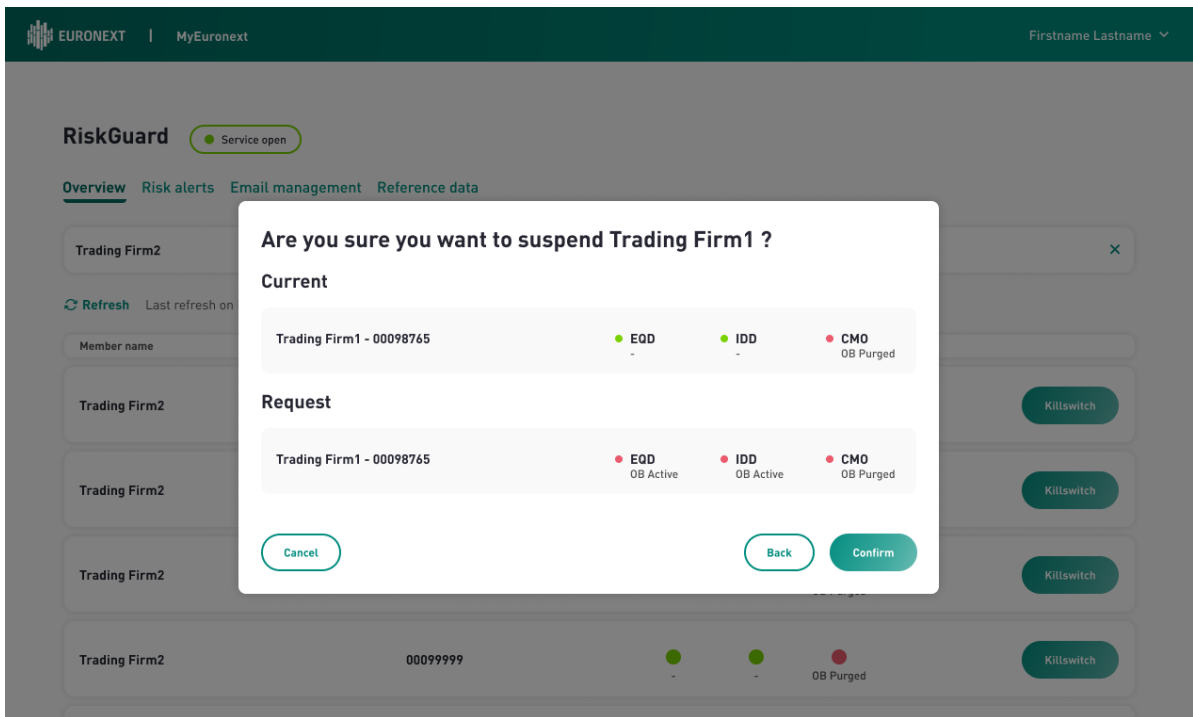 EURONEXT | MyEuronext Firstname Lastname
RiskGuard Service open
Overview Risk alerts Email management Reference data
Trading Firm2 ×
Refresh Last refresh on
Member name
Trading Firm2 Killswitch
Trading Firm2 Killswitch
Trading Firm2 Killswitch
Trading Firm2 00099999 Killswitch
- - OB Purged
Are you sure you want to suspend Trading Firm1 ?
Current
Trading Firm1 - 00098765 EQD IDD CMO
- - OB Purged
Request
Trading Firm1 - 00098765 EQD IDD CMO
OB Active OB Active OB Purged
Cancel Back Confirm